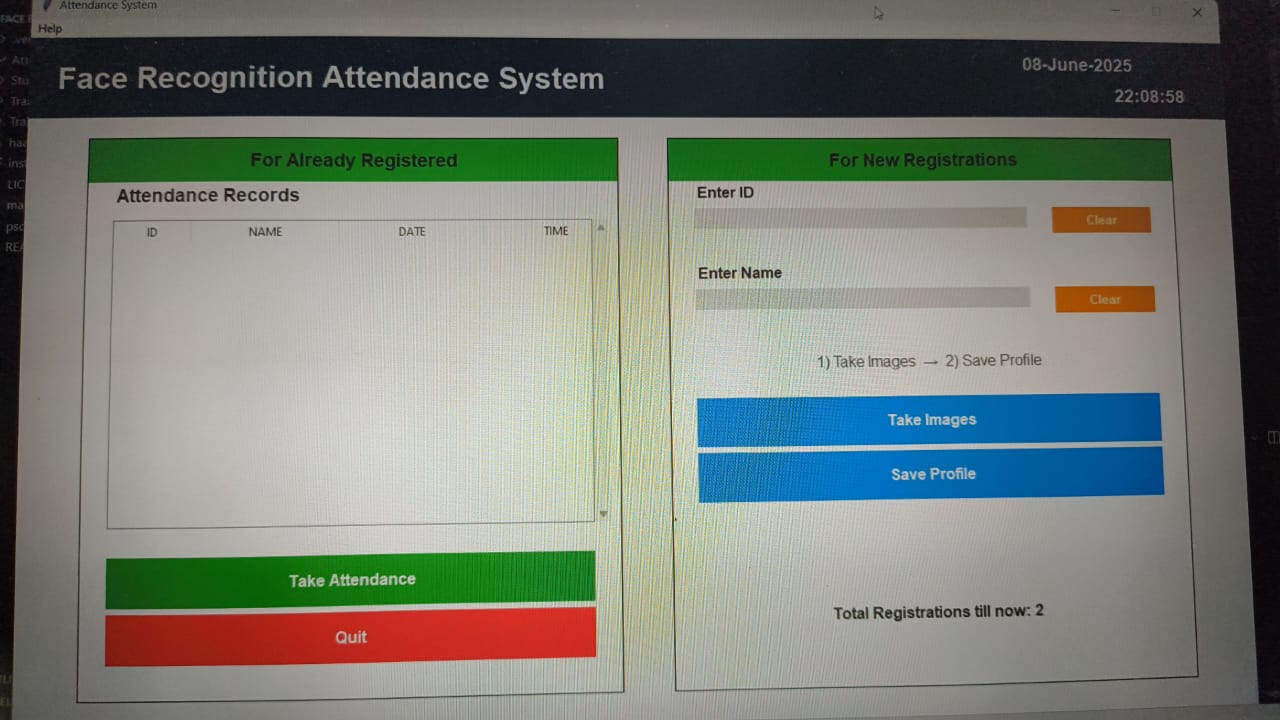 Attendance System
Help
Face Recognition Attendance System
08-June-2025
22:08:58
For Already Registered
Attendance Records
ID NAME DATE TIME
Take Attendance
Quit
For New Registrations
Enter ID
Clear
Enter Name
Clear
1) Take Images → 2) Save Profile
Take Images
Save Profile
Total Registrations till now: 2